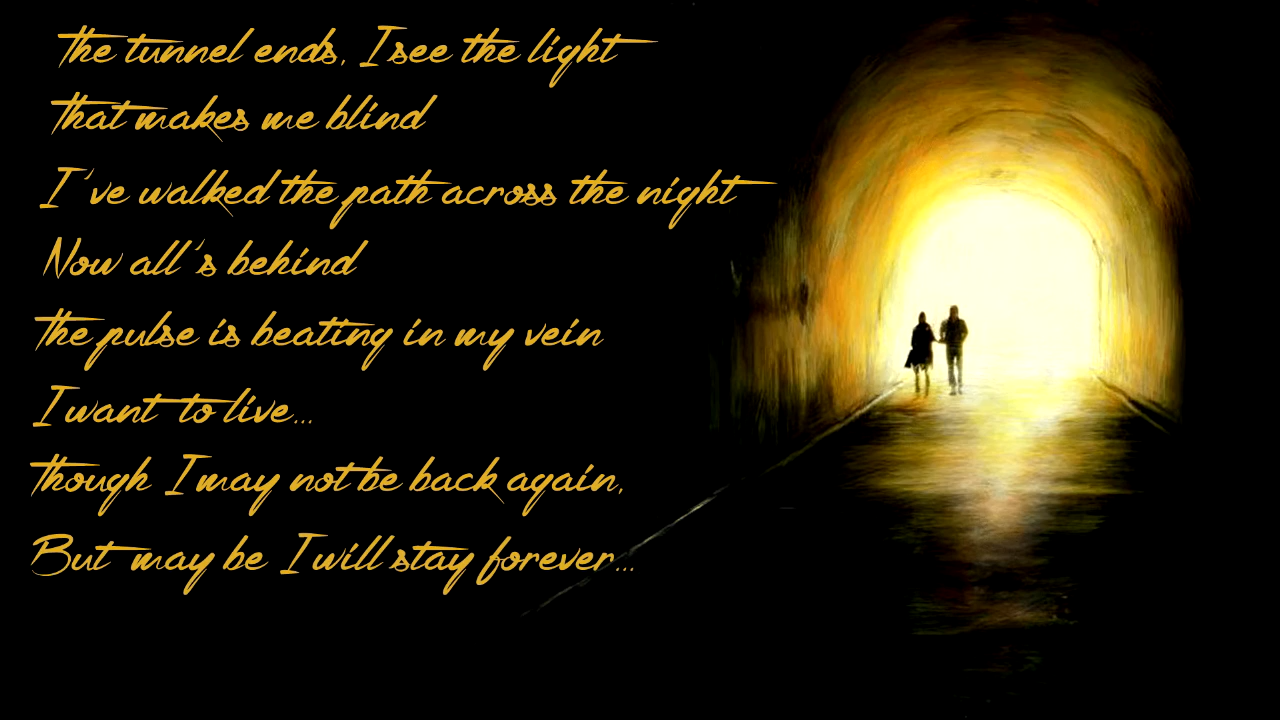 The tunnel ends, I see the light
That makes me blind
I've walked the path across the night
Now all's behind
The pulse is beating in my vein
I want to live...
Though I may not be back again,
But may be I will stay forever...